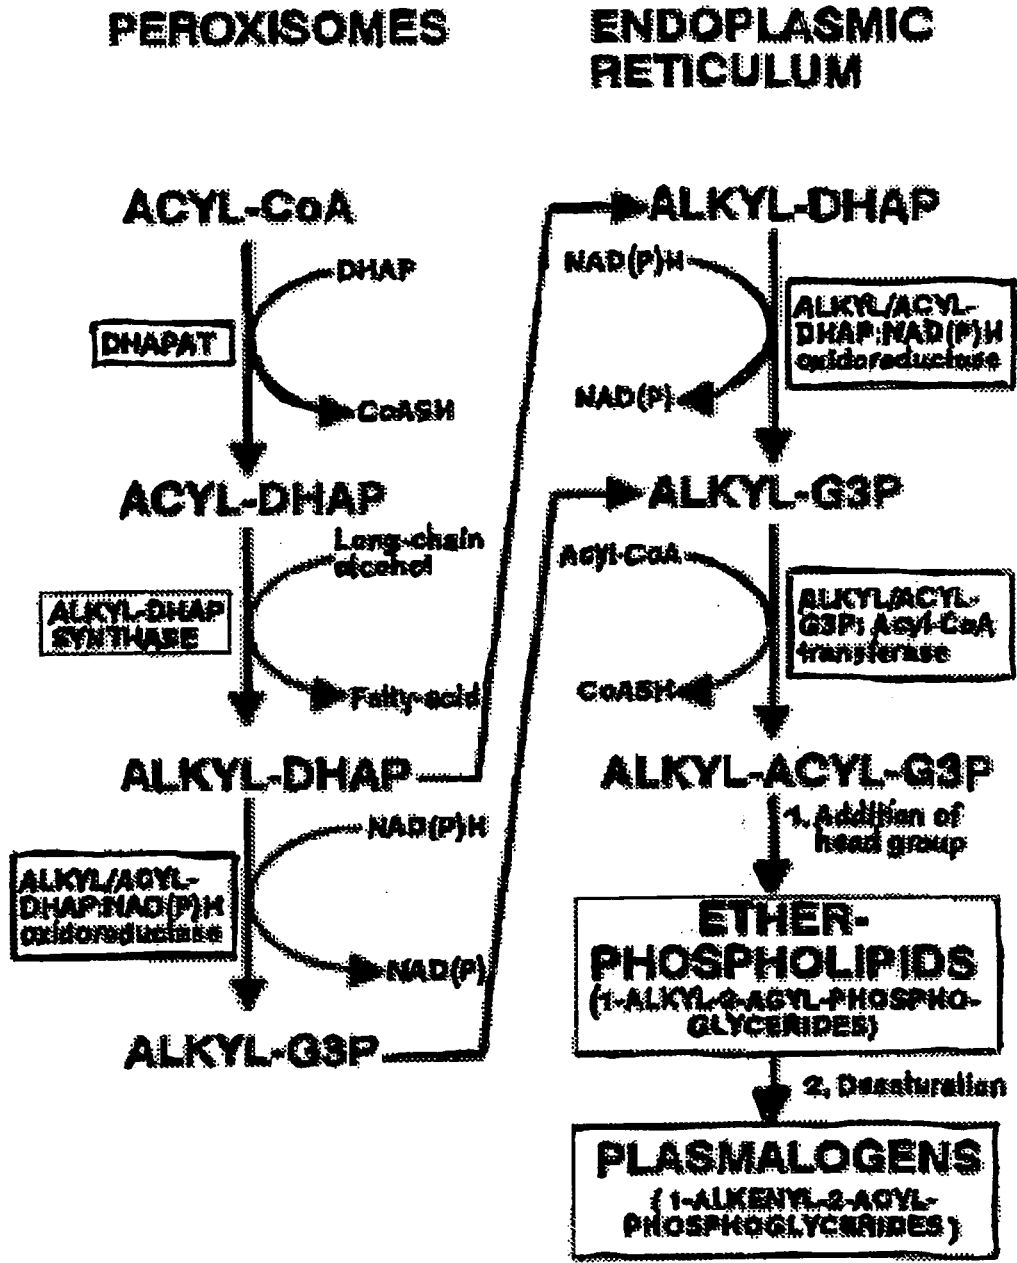 PEROXISOMES
ACYL-CoA
DHAP
DHAPAT
CoASH
ACYL-DHAP
Long-chain
alcohol
ALKYL-DHAP
SYNTHASE
Fatty-acid
ALKYL-DHAP
NAD(P)H
ALKYL/ACYL-
DHAP:NAD(P)H
oxidoreductase
NAD(P)
ALKYL-G3P
ENDOPLASMIC
RETICULUM
ALKYL-DHAP
NAD(P)H
ALKYL/ACYL-
DHAP:NAD(P)H
oxidoreductase
NAD(P)
ALKYL-G3P
Acyl-CoA
ALKYL/ACYL-
G3P: Acyl-CoA
transferase
CoASH
ALKYL-ACYL-G3P
1. Addition of
head group
ETHER-
PHOSPHOLIPIDS
(1-ALKYL-2-ACYL-PHOSPHO-
GLYCERIDES)
2. Desaturation
PLASMALOGENS
(1-ALKENYL-2-ACYL-
PHOSPHOGLYCERIDES)